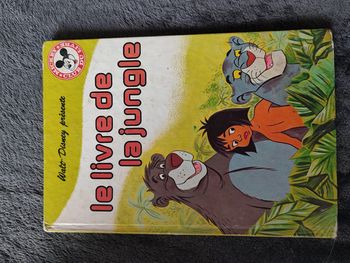 Walt Disney présente
le livre de
la jungle